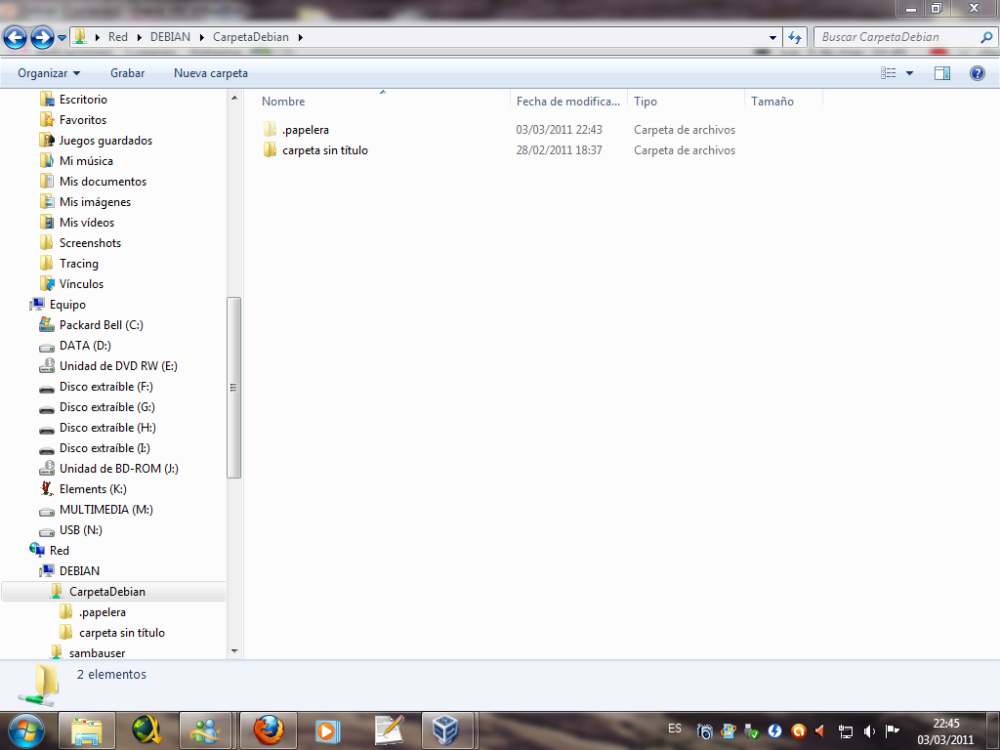 Red ▸ DEBIAN ▸ CarpetaDebian ▸
Buscar CarpetaDebian
Organizar Grabar Nueva carpeta
Escritorio
Favoritos
Juegos guardados
Mi música
Mis documentos
Mis imágenes
Mis vídeos
Screenshots
Tracing
Vínculos
Equipo
Packard Bell (C:)
DATA (D:)
Unidad de DVD RW (E:)
Disco extraíble (F:)
Disco extraíble (G:)
Disco extraíble (H:)
Disco extraíble (I:)
Unidad de BD-ROM (J:)
Elements (K:)
MULTIMEDIA (M:)
USB (N:)
Red
DEBIAN
CarpetaDebian
.papelera
carpeta sin título
sambauser
Nombre Fecha de modifica... Tipo Tamaño
.papelera 03/03/2011 22:43 Carpeta de archivos
carpeta sin título 28/02/2011 18:37 Carpeta de archivos
2 elementos
ES
22:45
03/03/2011